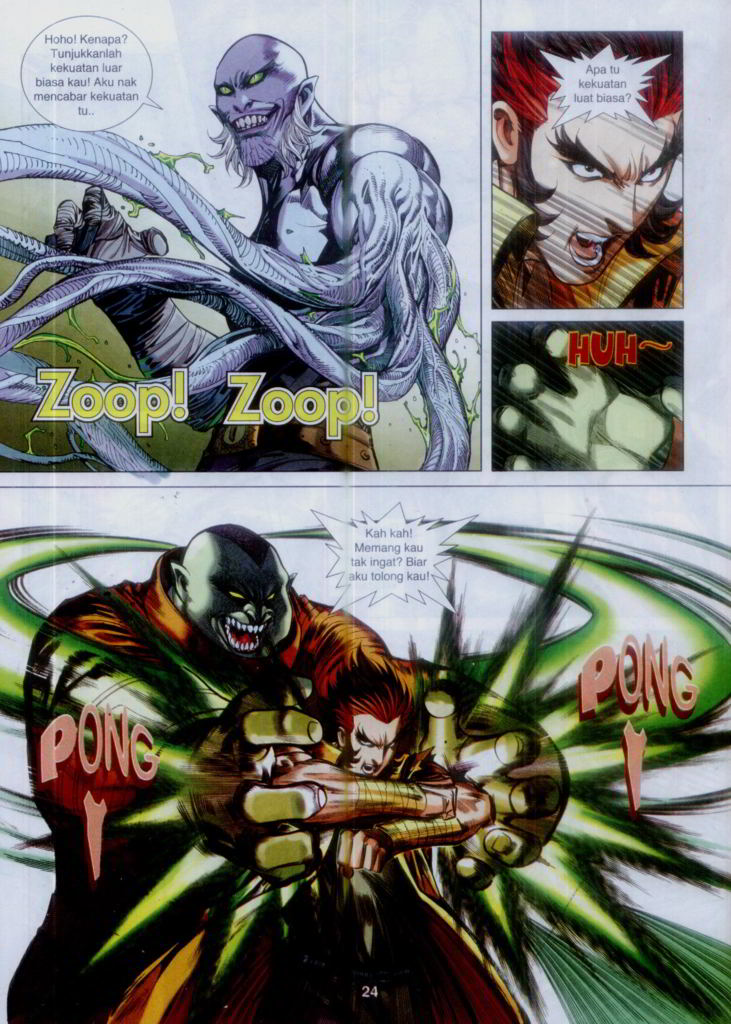 Hoho! Kenapa?
Tunjukkanlah
kekuatan luar
biasa kau! Aku nak
mencabar kekuatan
tu..
Zoop! Zoop!
Apa tu
kekuatan
luat biasa?
HUH~
Kah kah!
Memang kau
tak ingat? Biar
aku tolong kau!
PONG!
PONG!
24